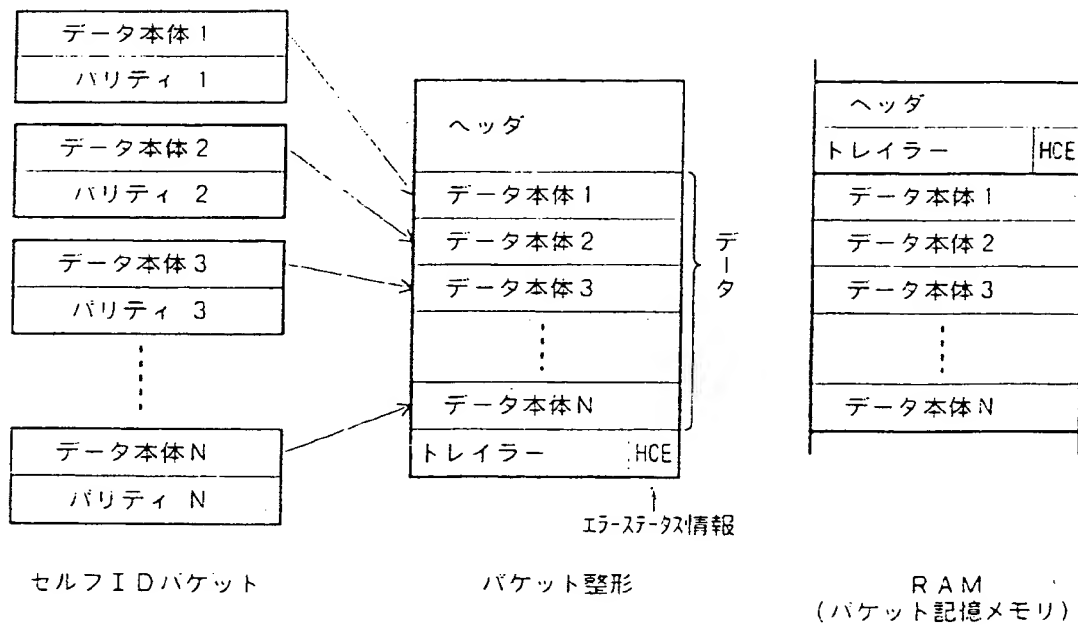 データ本体1
パリティ 1
データ本体2
パリティ 2
データ本体3
パリティ 3
データ本体N
パリティ N
セルフIDパケット
ヘッダ
データ本体1
データ本体2
データ本体3
データ本体N
トレイラー HCE
データ
エラーステータス情報
パケット整形
ヘッダ
トレイラー HCE
データ本体1
データ本体2
データ本体3
データ本体N
RAM
(パケット記憶メモリ)